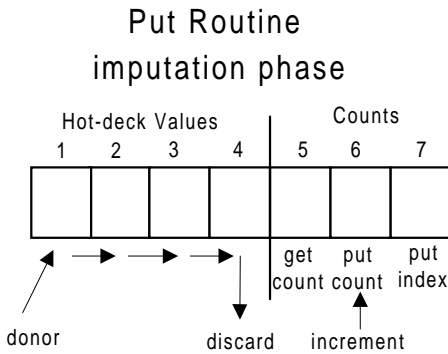 Put Routine
imputation phase
Hot-deck Values
Counts
1 2 3 4 5 6 7
get put put
count count index
donor discard increment